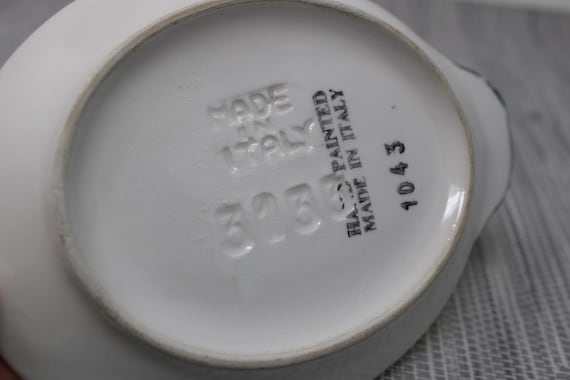 MADE
IN
ITALY
HAND PAINTED
MADE IN ITALY
1043